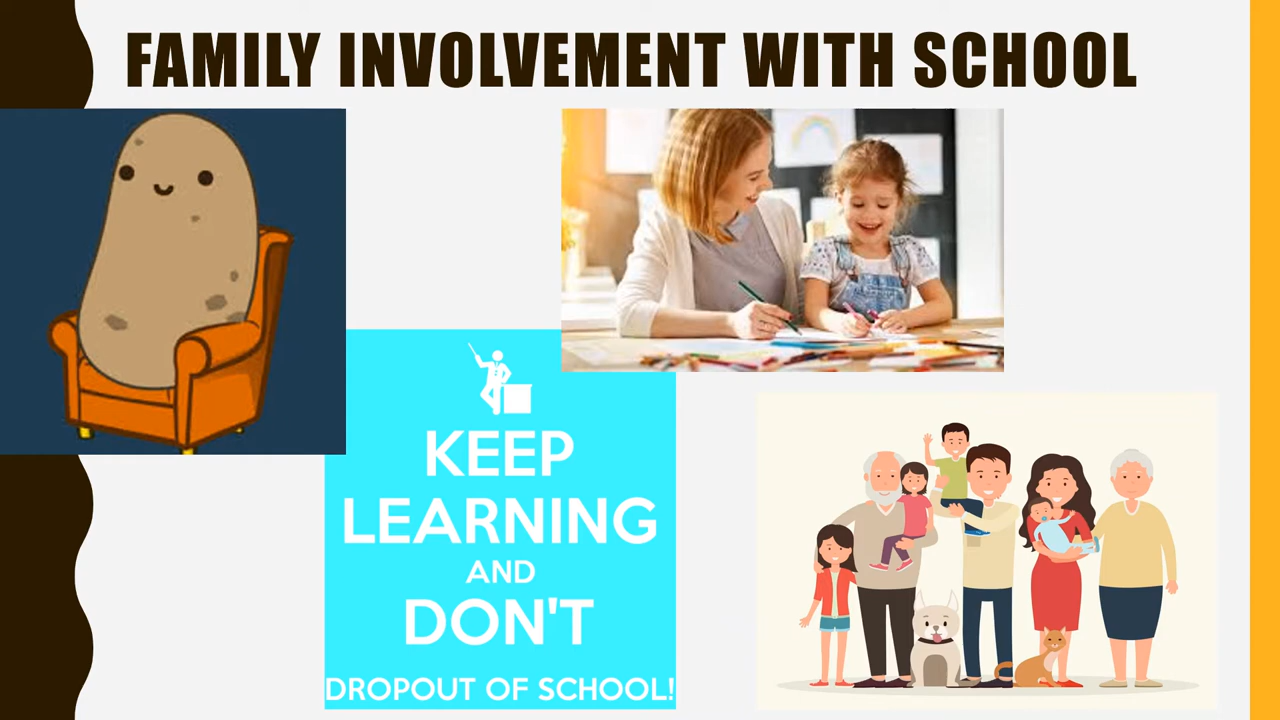 FAMILY INVOLVEMENT WITH SCHOOL
KEEP
LEARNING
AND
DON'T
DROPOUT OF SCHOOL!